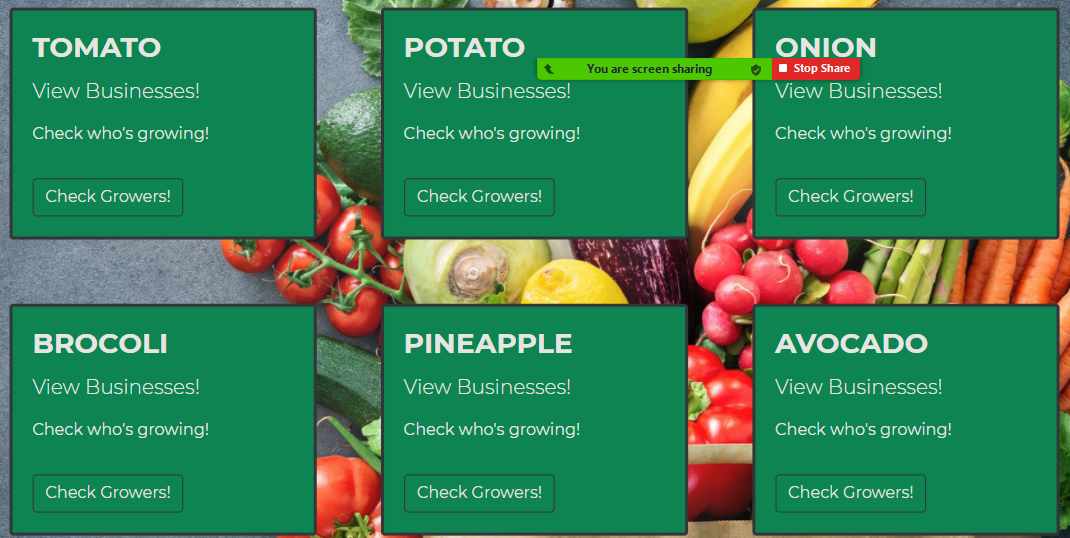 TOMATO
View Businesses!
Check who's growing!
Check Growers!
POTATO
You are screen sharing
Stop Share
View Businesses!
Check who's growing!
Check Growers!
ONION
View Businesses!
Check who's growing!
Check Growers!
BROCOLI
View Businesses!
Check who's growing!
Check Growers!
PINEAPPLE
View Businesses!
Check who's growing!
Check Growers!
AVOCADO
View Businesses!
Check who's growing!
Check Growers!